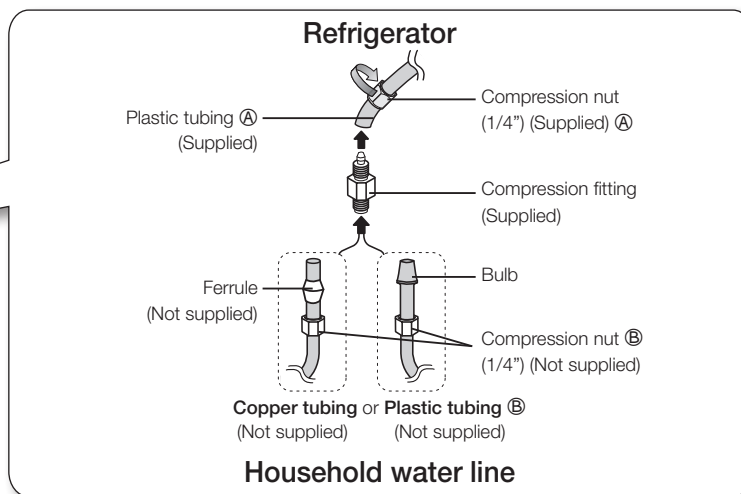 Refrigerator
Plastic tubing Ⓐ
(Supplied)
Compression nut
(1/4”) (Supplied) Ⓐ
Compression fitting
(Supplied)
Ferrule
(Not supplied)
Bulb
Compression nut Ⓑ
(1/4”) (Not supplied)
Copper tubing or Plastic tubing Ⓑ
(Not supplied) (Not supplied)
Household water line